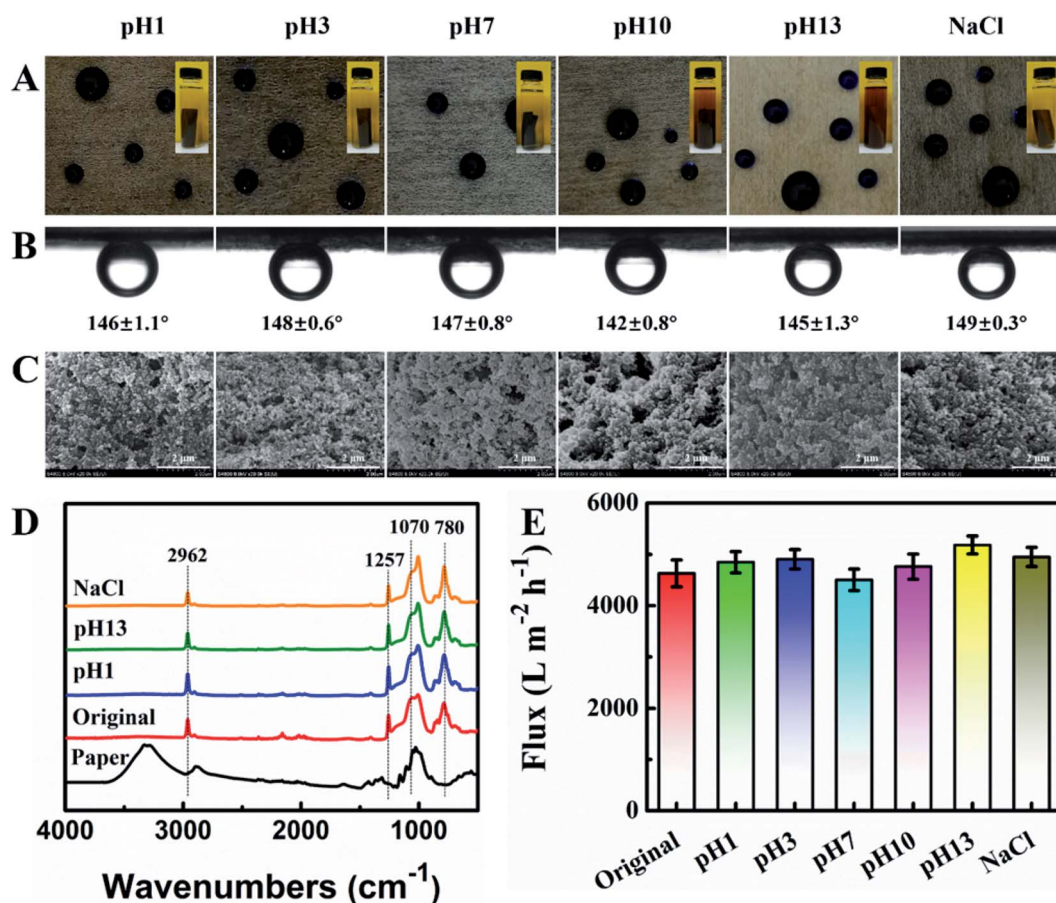 pH1 pH3 pH7 pH10 pH13 NaCl
A
B
146±1.1° 148±0.6° 147±0.8° 142±0.8° 145±1.3° 149±0.3°
C
2 μm 2 μm 2 μm 2 μm 2 μm 2 μm
D
2962 1257 1070 780
NaCl
pH13
pH1
Original
Paper
4000 3000 2000 1000
Wavenumbers (cm⁻¹)
E
Flux (L m⁻² h⁻¹)
6000
4000
2000
0
Original pH1 pH3 pH7 pH10 pH13 NaCl